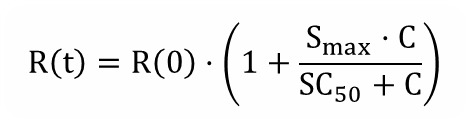 R(t) = R(0) · (1 + (S_max · C) / (SC_50 + C))